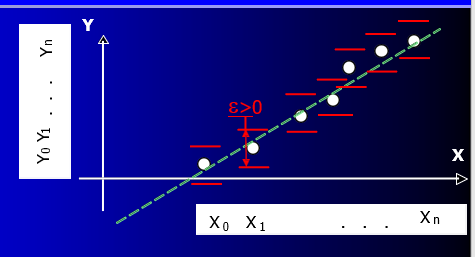 Y
Y0 Y1 . . . Yn
ε>0
X
X0 X1 . . . Xn